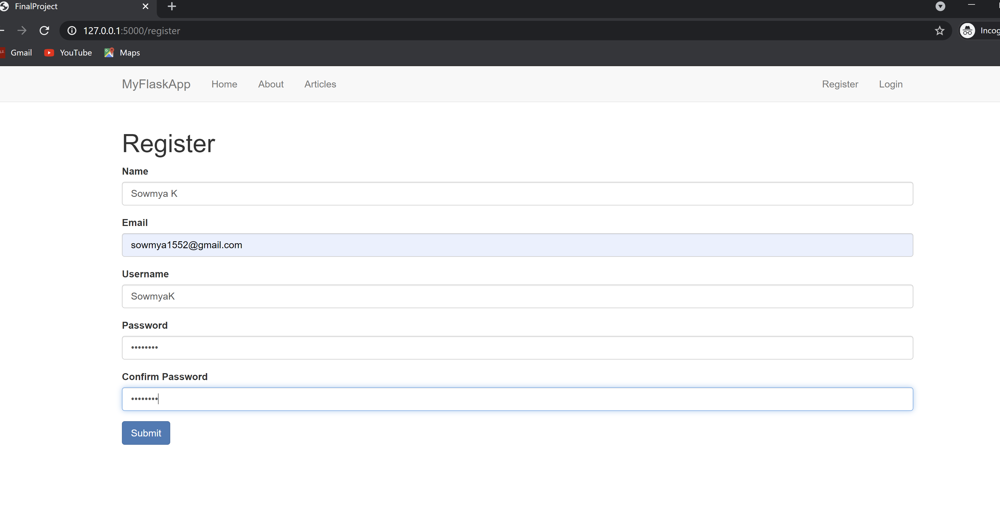 FinalProject
127.0.0.1:5000/register
Incog
Gmail YouTube Maps
MyFlaskApp Home About Articles Register Login
Register
Name
Sowmya K
Email
sowmya1552@gmail.com
Username
SowmyaK
Password
••••••••
Confirm Password
••••••••
Submit